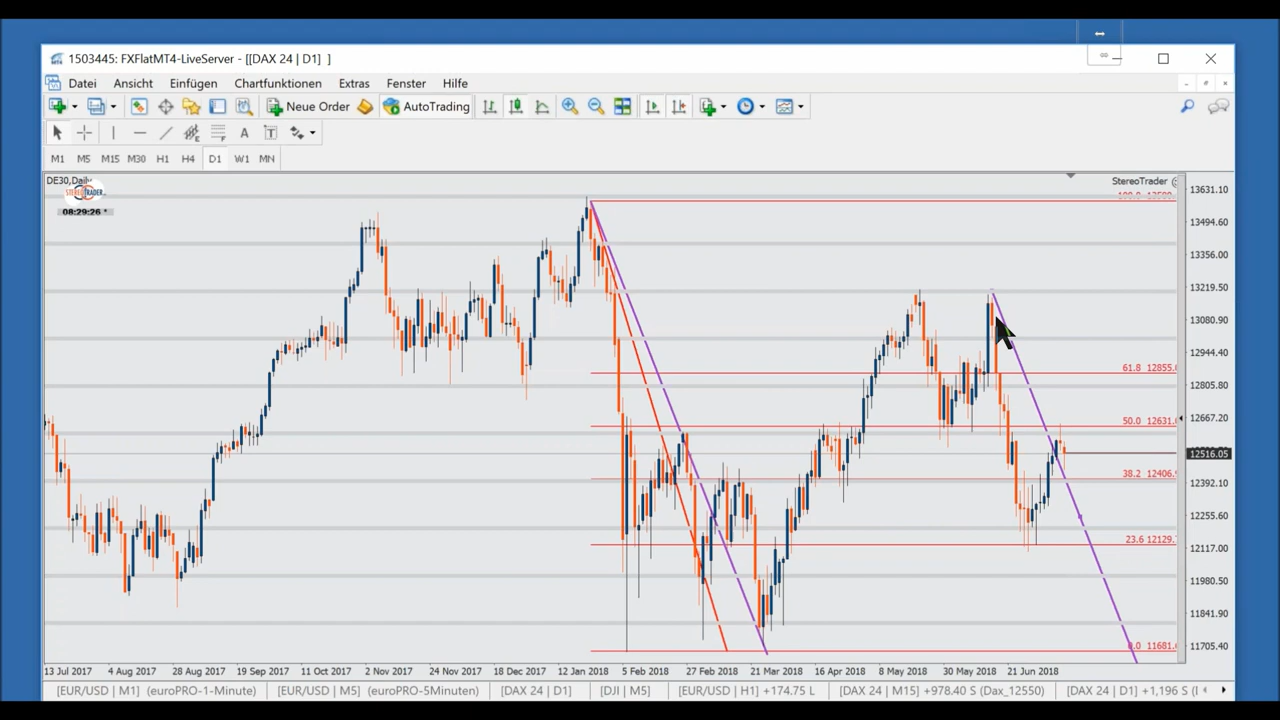 1503445: FXFlatMT4-LiveServer - [[DAX 24 | D1] ]
Datei Ansicht Einfügen Chartfunktionen Extras Fenster Hilfe
Neue Order AutoTrading
M1 M5 M15 M30 H1 H4 D1 W1 MN
DE30,Daily
StereoTrader
STEREOTRADER
08:29:26 *
13631.10
13494.60
13356.00
13219.50
13080.90
12944.40
61.8 12855.
12805.80
12667.20
50.0 12631.
12516.05
38.2 12406.
12392.10
12255.60
23.6 12129.
12117.00
11980.50
11841.90
0.0 11681.
11705.40
13 Jul 2017 4 Aug 2017 28 Aug 2017 19 Sep 2017 11 Oct 2017 2 Nov 2017 24 Nov 2017 18 Dec 2017 12 Jan 2018 5 Feb 2018 27 Feb 2018 21 Mar 2018 16 Apr 2018 8 May 2018 30 May 2018 21 Jun 2018
[EUR/USD | M1] (euroPRO-1-Minute) [EUR/USD | M5] (euroPRO-5Minuten) [DAX 24 | D1] [DJI | M5] [EUR/USD | H1] +174.75 L [DAX 24 | M15] +978.40 S (Dax_12550) [DAX 24 | D1] +1,196 S